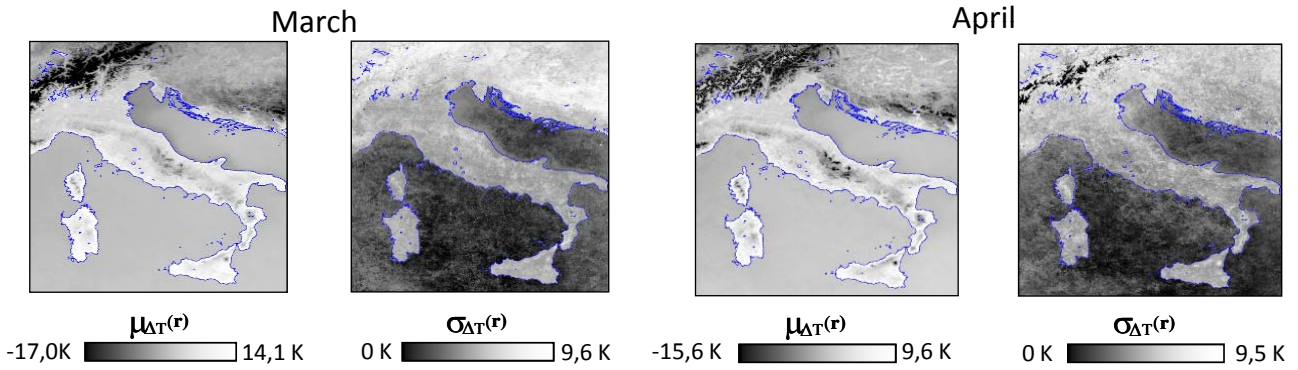 March
April
μΔT(r)
σΔT(r)
μΔT(r)
σΔT(r)
-17,0K
14,1 K
0 K
9,6 K
-15,6 K
9,6 K
0 K
9,5 K